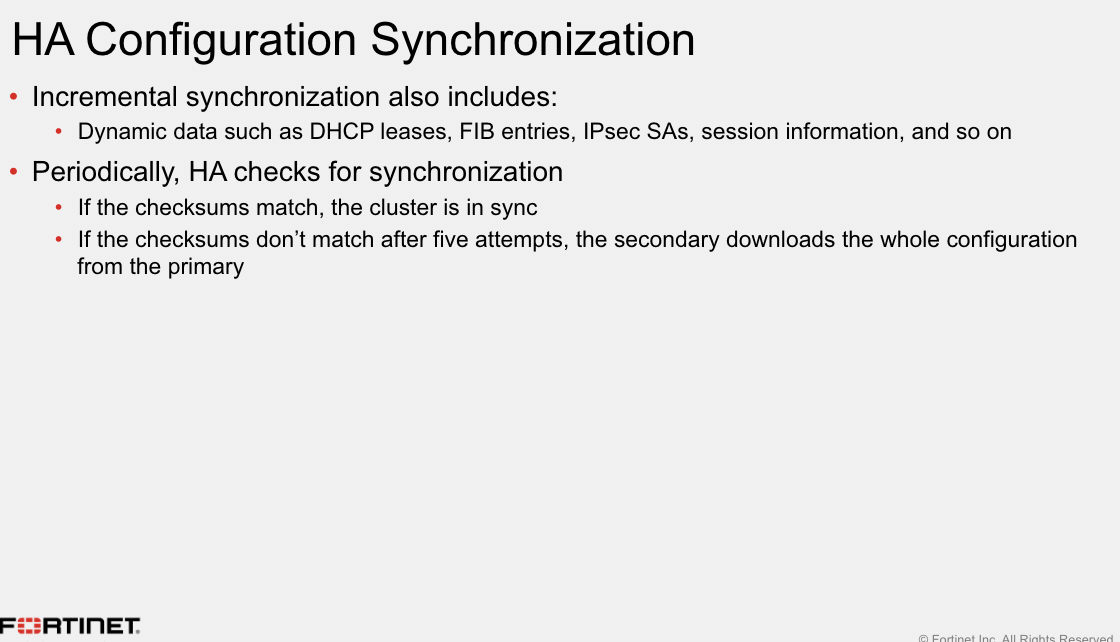 HA Configuration Synchronization
• Incremental synchronization also includes:
• Dynamic data such as DHCP leases, FIB entries, IPsec SAs, session information, and so on
• Periodically, HA checks for synchronization
• If the checksums match, the cluster is in sync
• If the checksums don’t match after five attempts, the secondary downloads the whole configuration
from the primary
FORTINET
© Fortinet Inc. All Rights Reserved.